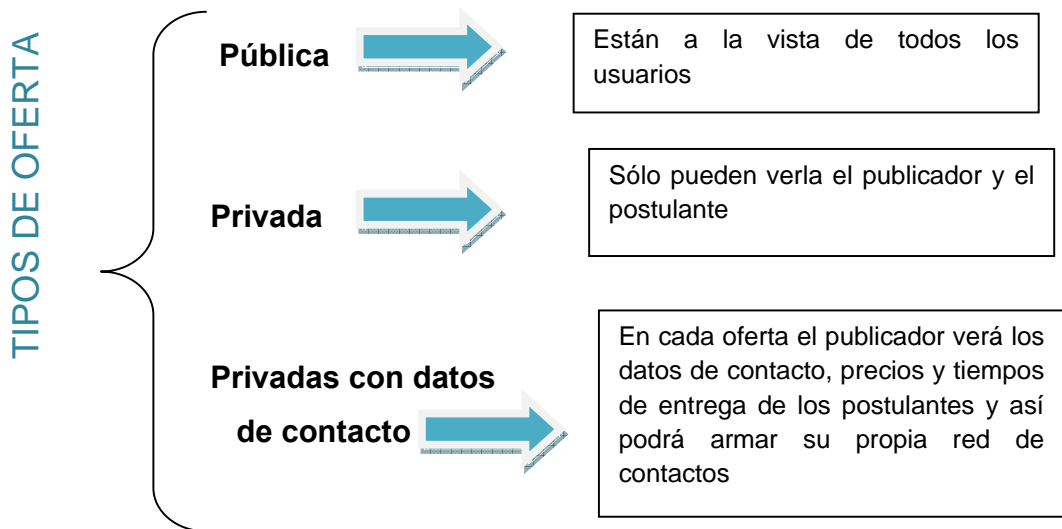 TIPOS DE OFERTA
Pública
Están a la vista de todos los
usuarios
Privada
Sólo pueden verla el publicador y el
postulante
Privadas con datos
de contacto
En cada oferta el publicador verá los
datos de contacto, precios y tiempos
de entrega de los postulantes y así
podrá armar su propia red de
contactos